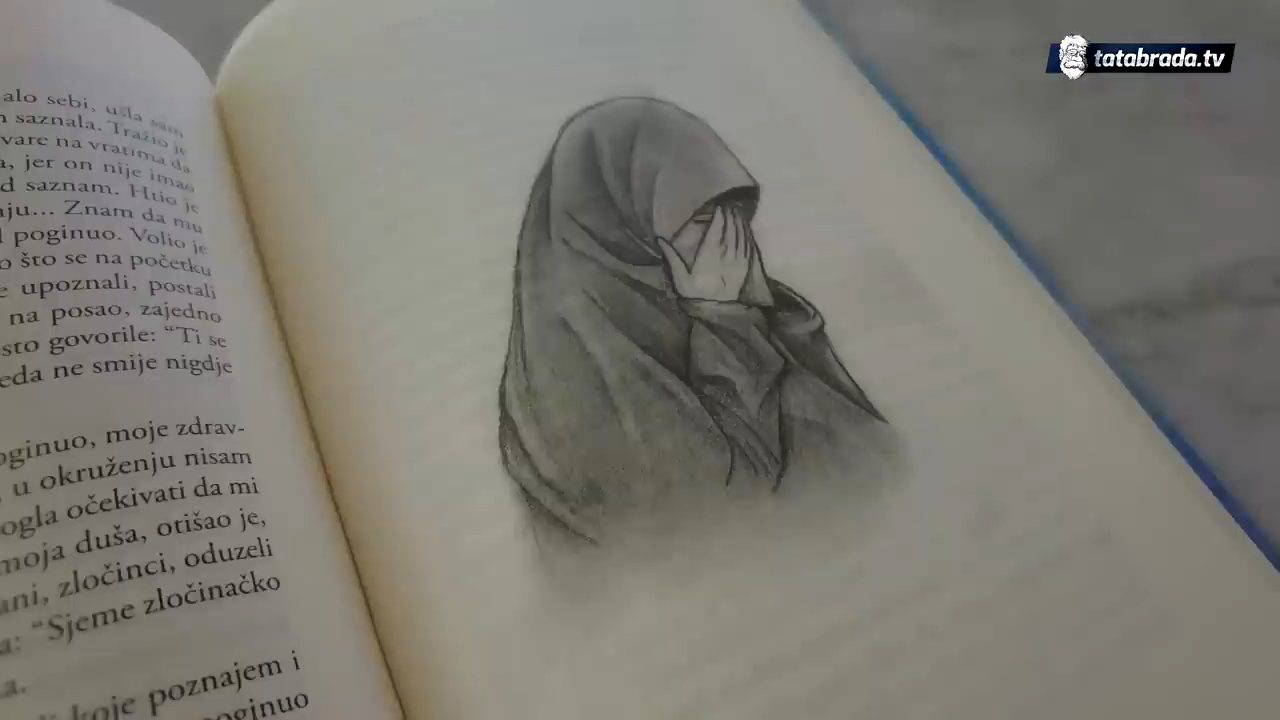 alo sebi, ušla sam
saznala. Tražio je
vare na vratima da
jer on nije imao
d saznam. Htio je
ju... Znam da mu
poginuo. Volio je
o što se na početku
e upoznali, postali
na posao, zajedno
sto govorile: “Ti se
eda ne smije nigdje
oginuo, moje zdrav-
u okruženju nisam
ogla očekivati da mi
moja duša, otišao je,
ani, zločinci, oduzeli
a: “Sjeme zločinačko
a.
koje poznajem i
poginuo
tatabrada.tv